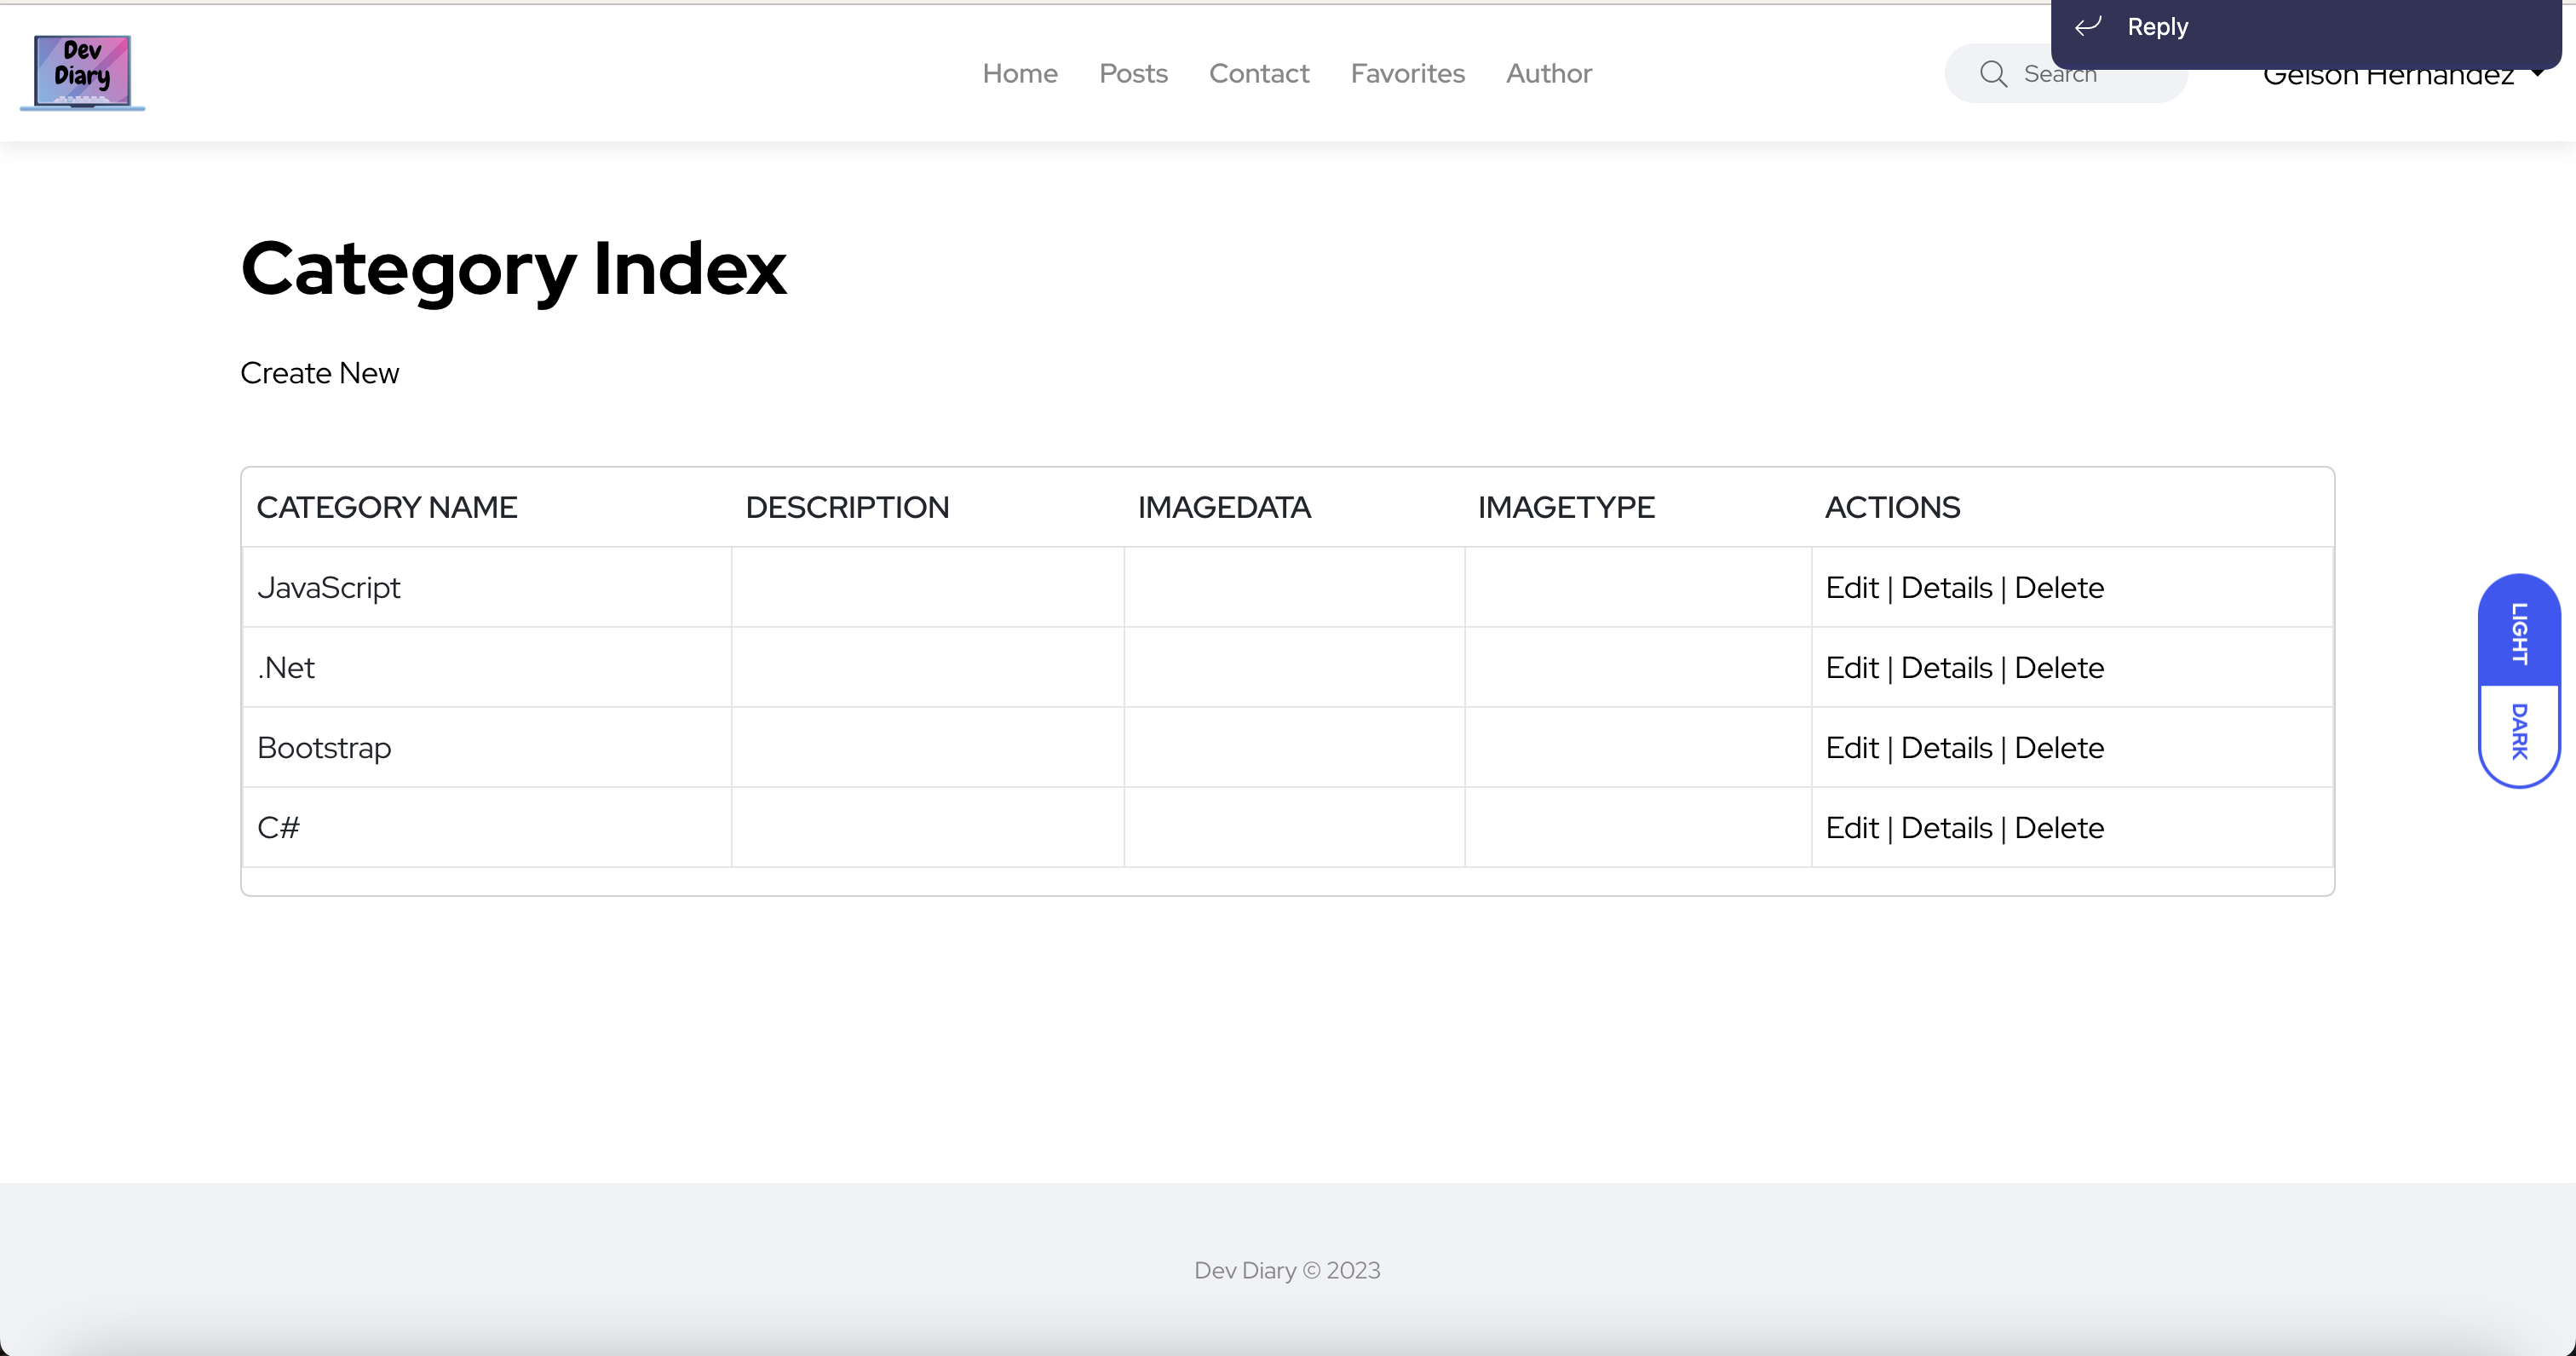 Reply
Dev
Diary
Home Posts Contact Favorites Author
Search
Gelson Hernandez
Category Index
Create New
CATEGORY NAME DESCRIPTION IMAGEDATA IMAGETYPE ACTIONS
JavaScript Edit | Details | Delete
.Net Edit | Details | Delete
Bootstrap Edit | Details | Delete
C# Edit | Details | Delete
LIGHT
DARK
Dev Diary © 2023